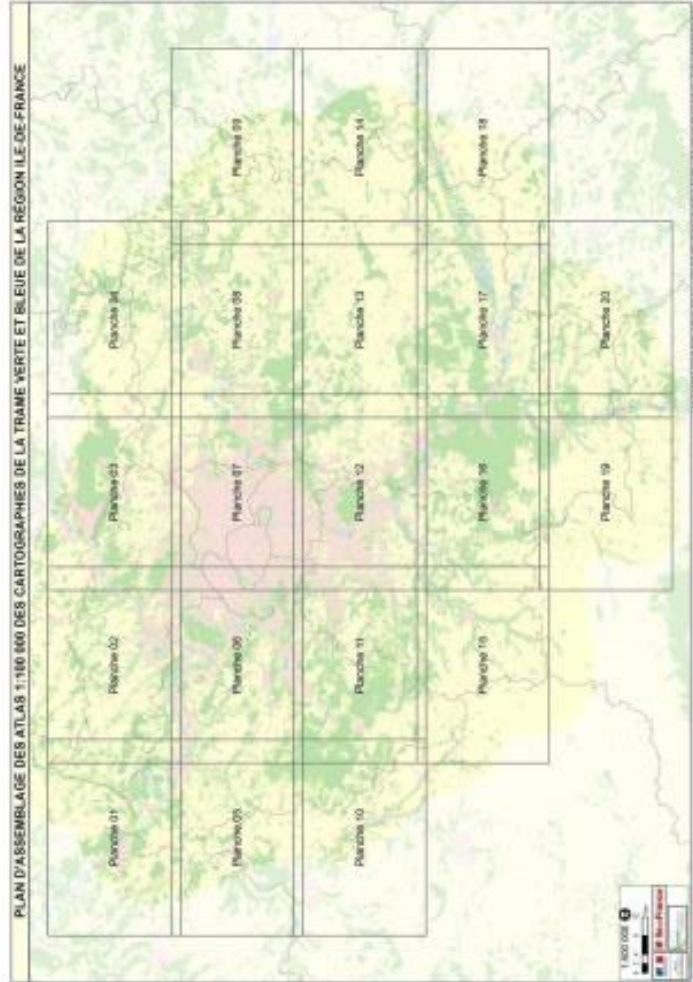 PLAN D'ASSEMBLAGE DES ATLAS 1:100 000 DES CARTOGRAPHIES DE LA TRAME VERTE ET BLEUE DE LA RÉGION ILE-DE-FRANCE
Planche 01
Planche 02
Planche 03
Planche 04
Planche 05
Planche 06
Planche 07
Planche 08
Planche 09
Planche 10
Planche 11
Planche 12
Planche 13
Planche 14
Planche 15
Planche 16
Planche 17
Planche 18
Planche 19
Planche 20